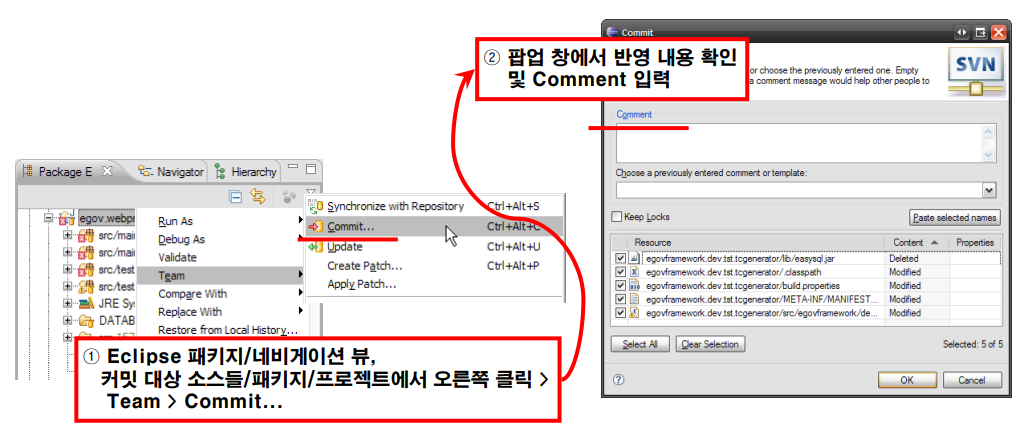 Commit
② 팝업 창에서 반영 내용 확인
및 Comment 입력
or choose the previously entered one. Empty
a comment message would help other people to
SVN
Comment
Choose a previously entered comment or template:
Keep Locks
Paste selected names
Resource Content Properties
egovframework.dev.tst.tcgenerator/lib/easysql.jar Deleted
egovframework.dev.tst.tcgenerator/.classpath Modified
egovframework.dev.tst.tcgenerator/build.properties Modified
egovframework.dev.tst.tcgenerator/META-INF/MANIFEST... Modified
egovframework.dev.tst.tcgenerator/src/egovframework/de... Modified
Select All Clear Selection Selected: 5 of 5
OK Cancel
Package E Navigator Hierarchy
egov.webpr
src/mai
src/mai
src/test
src/test
JRE Sy
DATAB
Run As
Debug As
Validate
Team
Compare With
Replace With
Restore from Local History...
Synchronize with Repository Ctrl+Alt+S
Commit... Ctrl+Alt+C
Update Ctrl+Alt+U
Create Patch... Ctrl+Alt+P
Apply Patch...
① Eclipse 패키지/네비게이션 뷰,
커밋 대상 소스들/패키지/프로젝트에서 오른쪽 클릭 >
Team > Commit...